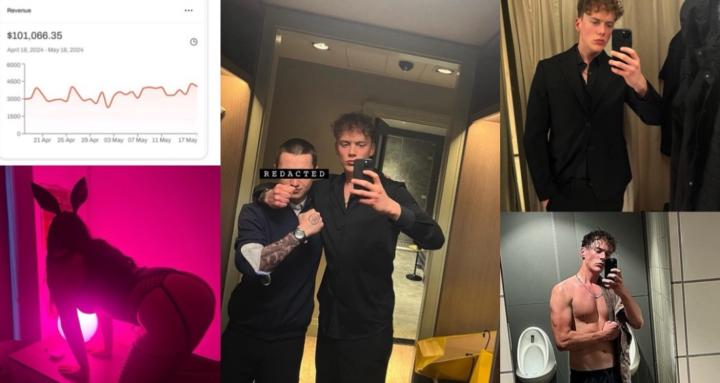 Revenue
$101,066.35
April 18, 2024 - May 18, 2024
6000
4500
3000
1500
0
21 Apr 25 Apr 29 Apr 03 May 07 May 11 May 17 May
REDACTED